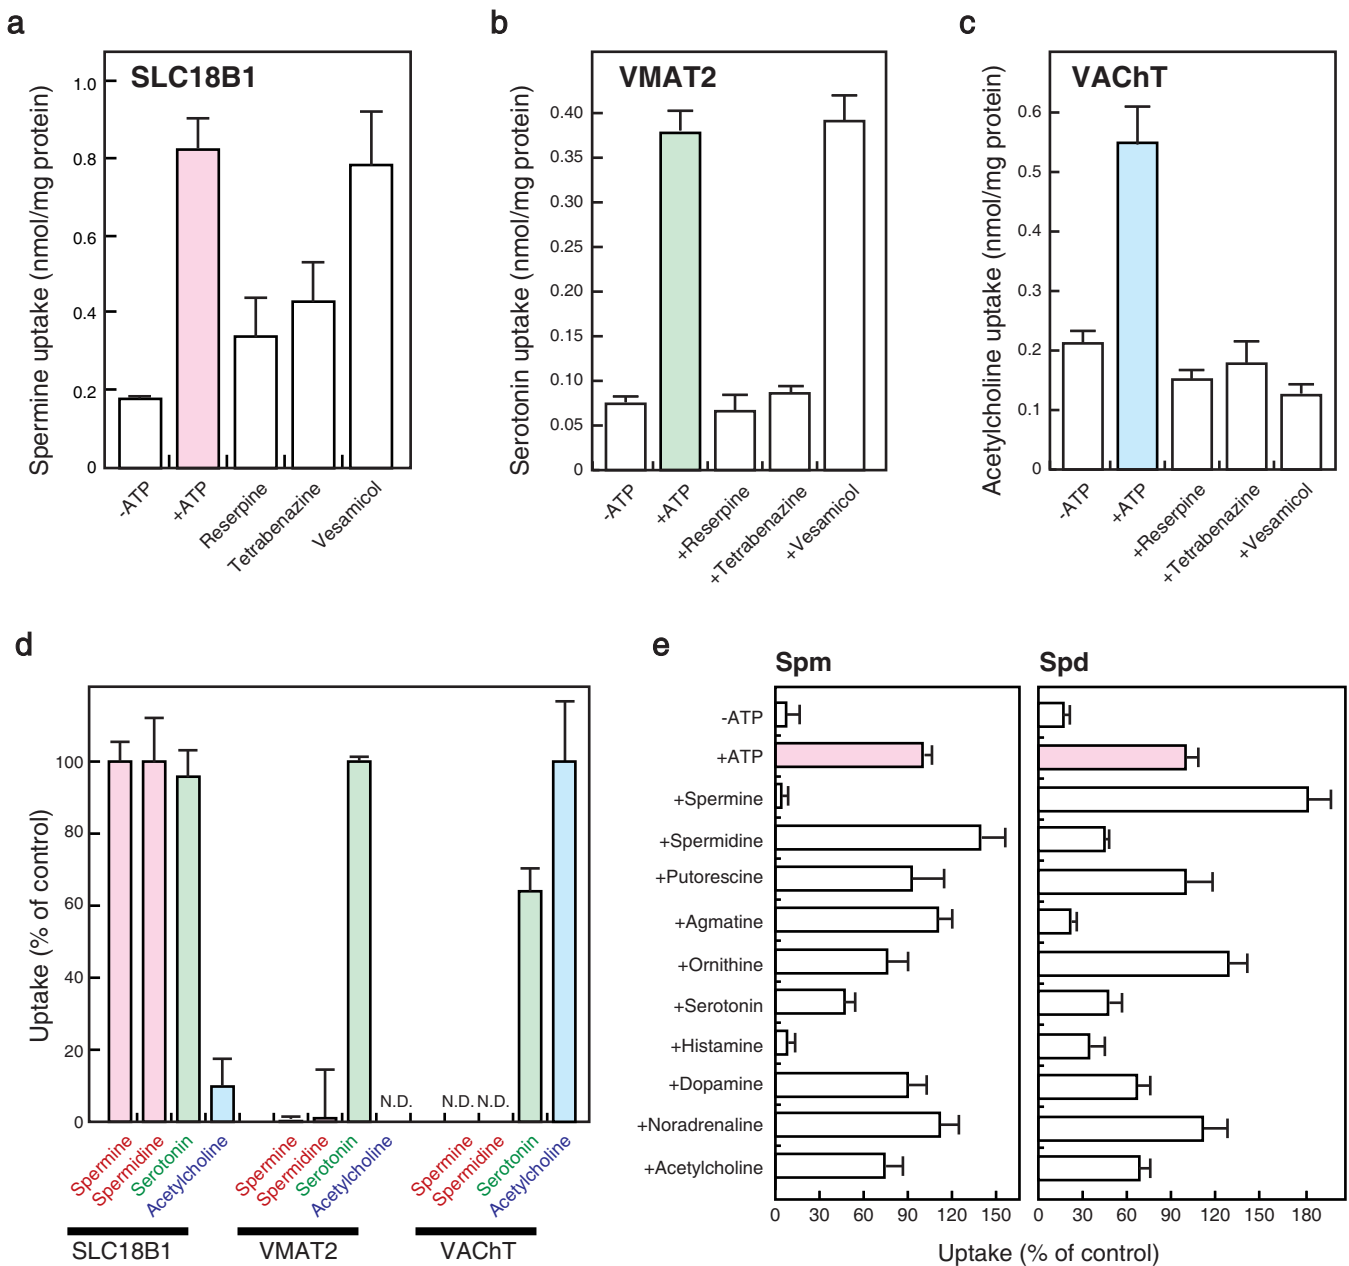 a
SLC18B1
Spermine uptake (nmol/mg protein)
1.0
0.8
0.6
0.4
0.2
0
-ATP
+ATP
Reserpine
Tetrabenazine
Vesamicol
b
VMAT2
Serotonin uptake (nmol/mg protein)
0.40
0.35
0.30
0.25
0.20
0.15
0.10
0.05
0
-ATP
+ATP
+Reserpine
+Tetrabenazine
+Vesamicol
c
VAChT
Acetylcholine uptake (nmol/mg protein)
0.6
0.5
0.4
0.3
0.2
0.1
0
-ATP
+ATP
+Reserpine
+Tetrabenazine
+Vesamicol
d
Uptake (% of control)
100
80
60
40
20
0
N.D.
N.D.
N.D.
Spermine
Spermidine
Serotonin
Acetylcholine
Spermine
Spermidine
Serotonin
Acetylcholine
Spermine
Spermidine
Serotonin
Acetylcholine
SLC18B1
VMAT2
VAChT
e
Spm
Spd
-ATP
+ATP
+Spermine
+Spermidine
+Putorescine
+Agmatine
+Ornithine
+Serotonin
+Histamine
+Dopamine
+Noradrenaline
+Acetylcholine
0 30 60 90 120 150
0 30 60 90 120 150 180
Uptake (% of control)